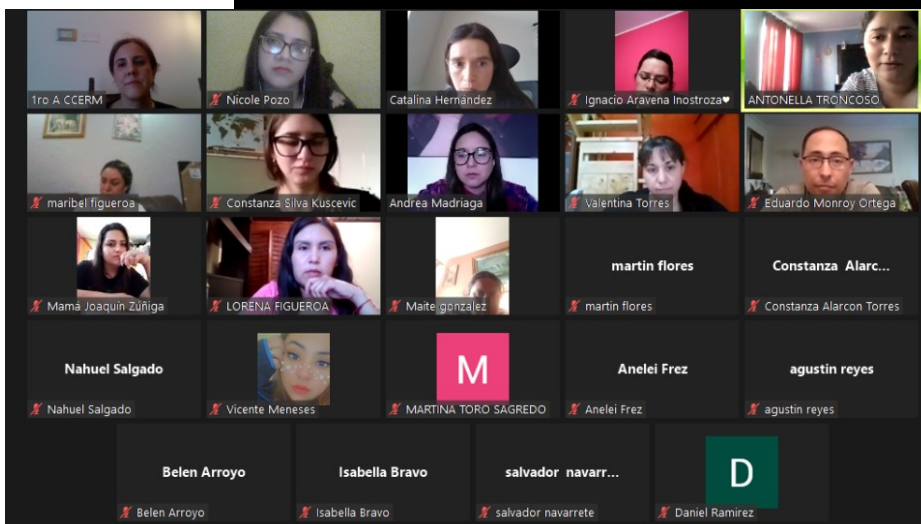 1ro A CCERM
Nicole Pozo
Catalina Hernández
Ignacio Aravena Inostroza♥
ANTONELLA TRONCOSO
maribel figueroa
Constanza Silva Kuscevic
Andrea Madriaga
Valentina Torres
Eduardo Monroy Ortega
Mamá Joaquín Zúñiga
LORENA FIGUEROA
Maite gonzalez
martin flores
martin flores
Constanza Alarc...
Constanza Alarcon Torres
Nahuel Salgado
Nahuel Salgado
Vicente Meneses
M
MARTINA TORO SAGREDO
Anelei Frez
Anelei Frez
agustin reyes
agustin reyes
Belen Arroyo
Belen Arroyo
Isabella Bravo
Isabella Bravo
salvador navarr...
salvador navarrete
D
Daniel Ramirez